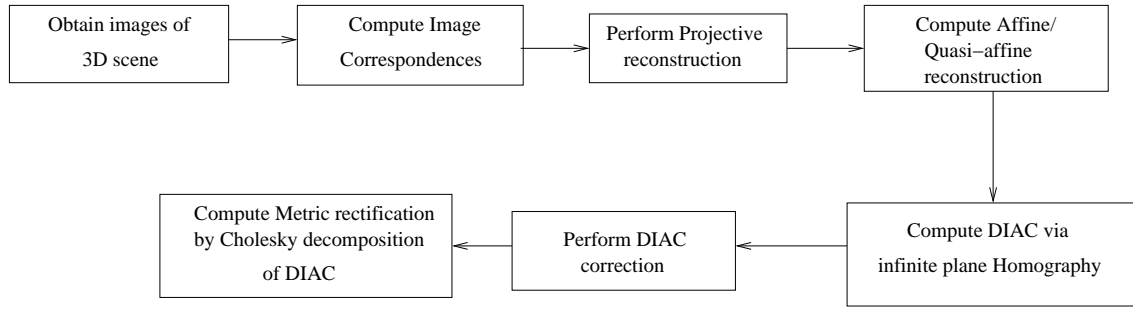 Obtain images of
3D scene
Compute Image
Correspondences
Perform Projective
reconstruction
Compute Affine/
Quasi−affine
reconstruction
Compute DIAC via
infinite plane Homography
Perform DIAC
correction
Compute Metric rectification
by Cholesky decomposition
of DIAC